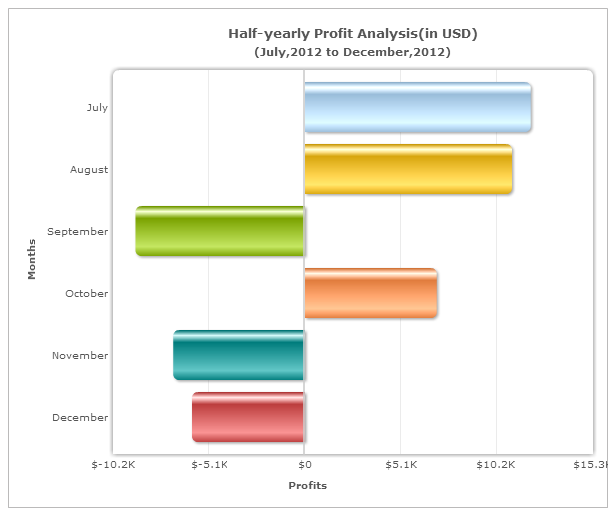 Half-yearly Profit Analysis(in USD)
(July,2012 to December,2012)
July
August
September
October
November
December
Months
$-10.2K $-5.1K $0 $5.1K $10.2K $15.3K
Profits